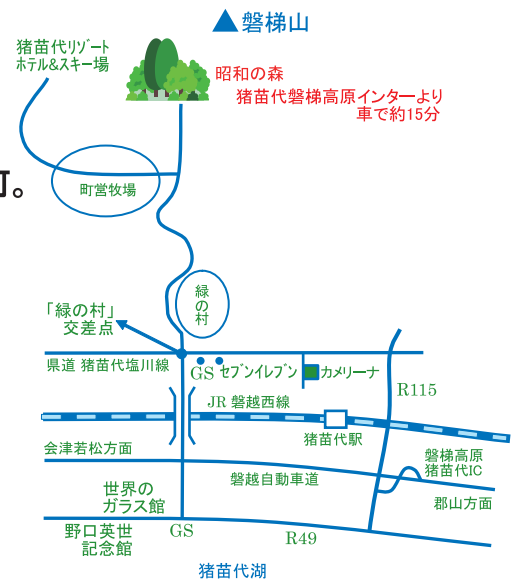 磐梯山
猪苗代リゾート
ホテル&スキー場
昭和の森
猪苗代磐梯高原インターより
車で約15分
町営牧場
。
緑の村
「緑の村」
交差点
県道 猪苗代塩川線
GS セブンイレブン
カメリーナ
R115
JR 磐越西線
猪苗代駅
会津若松方面
磐越自動車道
磐梯高原
猪苗代IC
世界の
ガラス館
郡山方面
野口英世
記念館
GS
R49
猪苗代湖